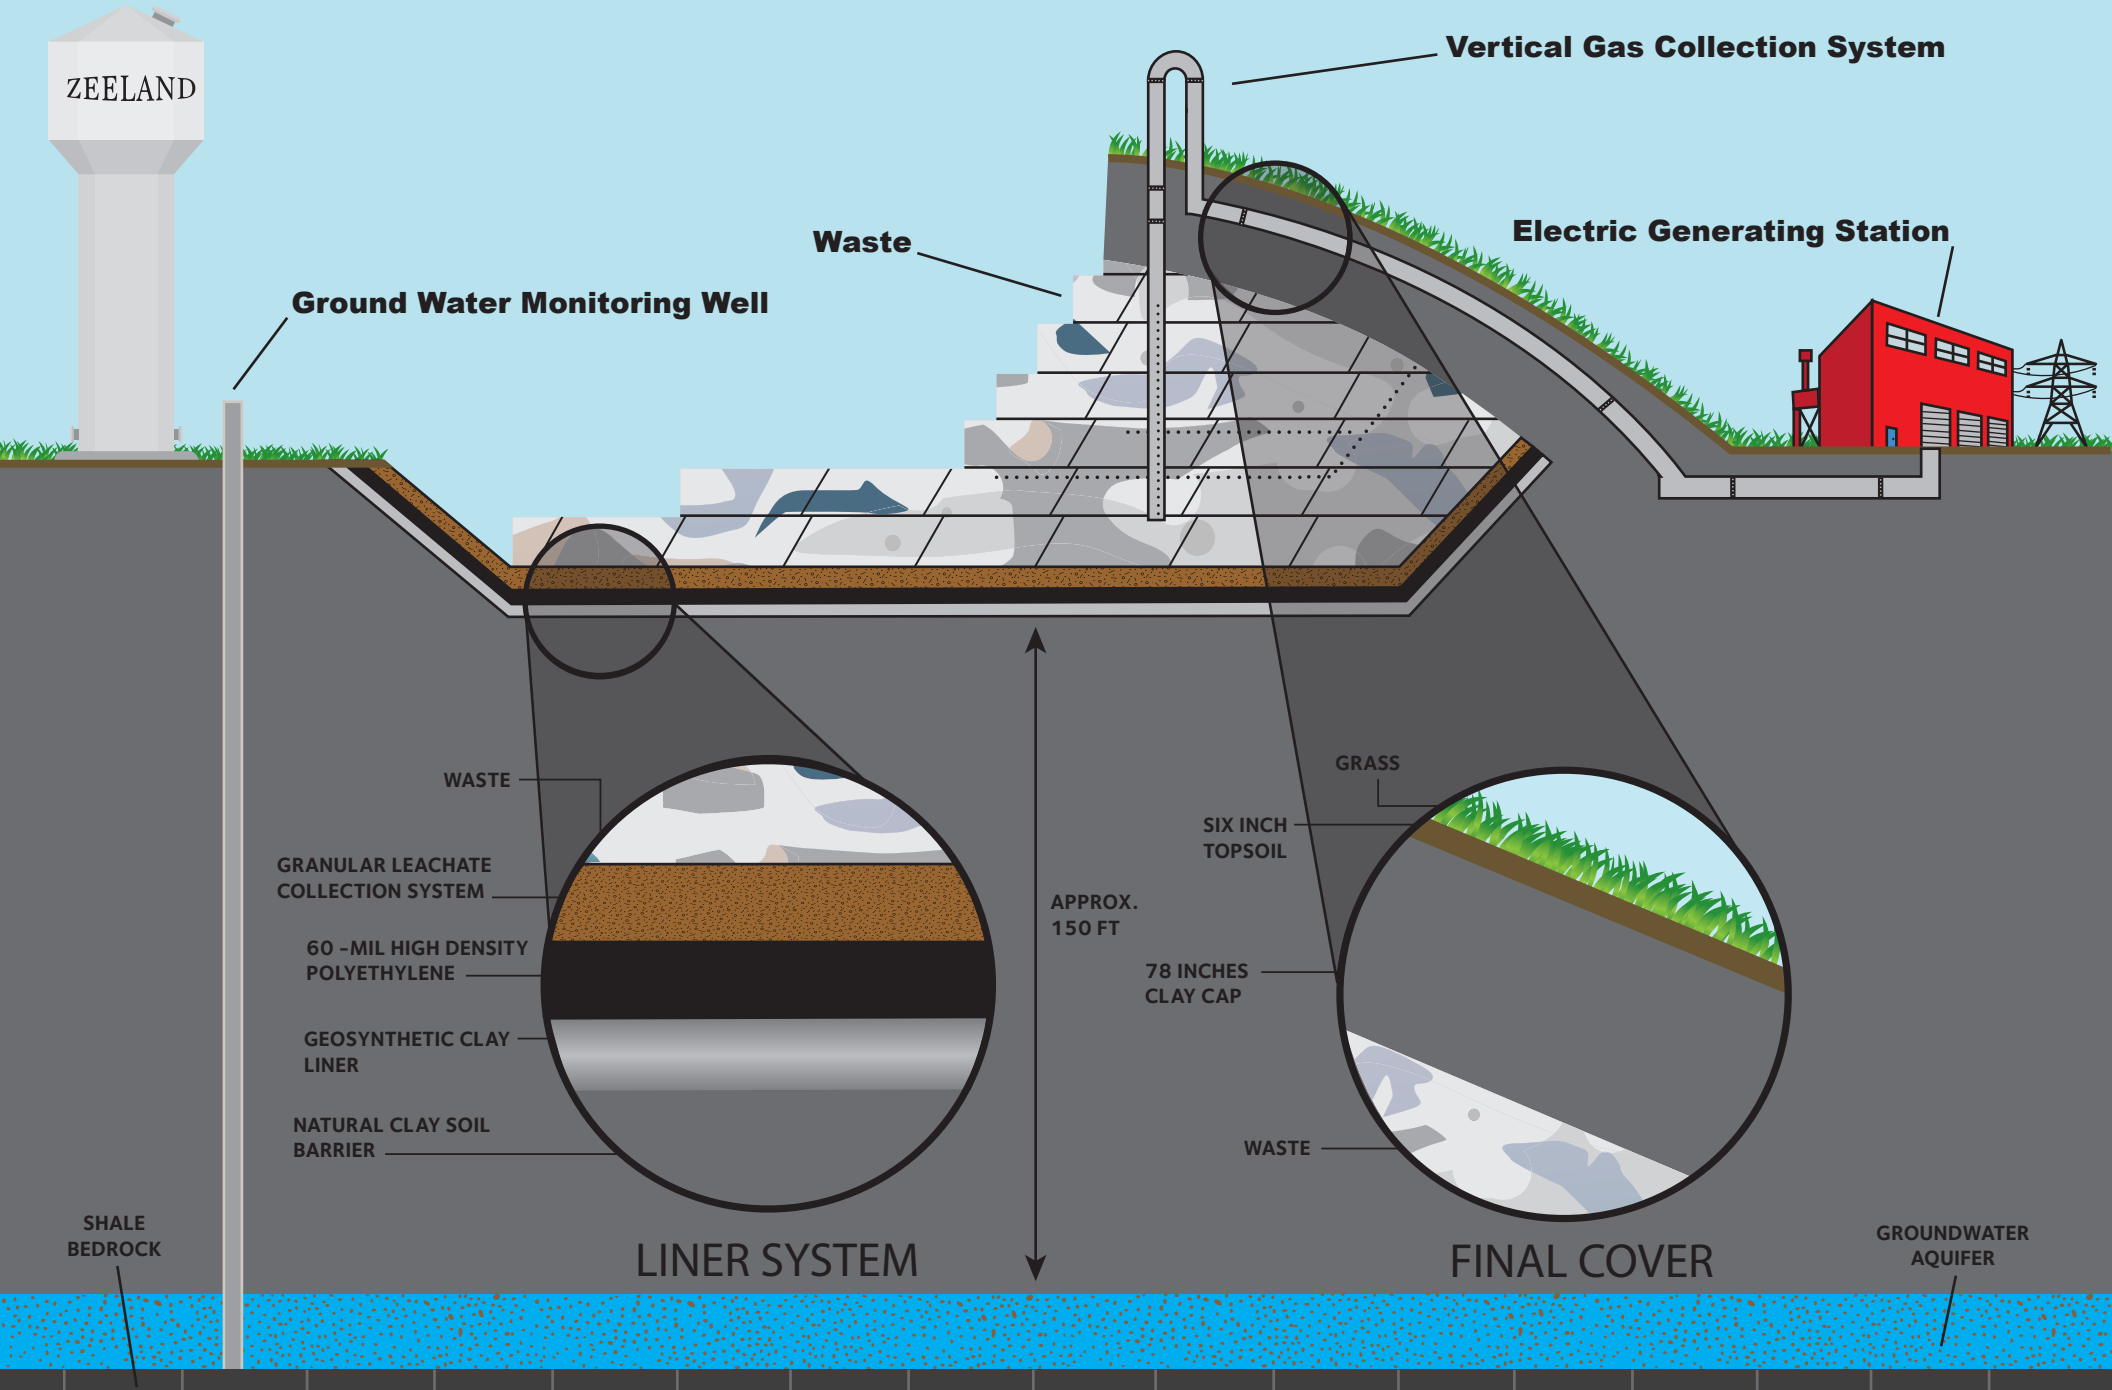 ZEELAND
Vertical Gas Collection System
Waste
Electric Generating Station
Ground Water Monitoring Well
WASTE
GRANULAR LEACHATE
COLLECTION SYSTEM
60 -MIL HIGH DENSITY
POLYETHYLENE
GEOSYNTHETIC CLAY
LINER
NATURAL CLAY SOIL
BARRIER
LINER SYSTEM
APPROX.
150 FT
GRASS
SIX INCH
TOPSOIL
78 INCHES
CLAY CAP
WASTE
FINAL COVER
SHALE
BEDROCK
GROUNDWATER
AQUIFER